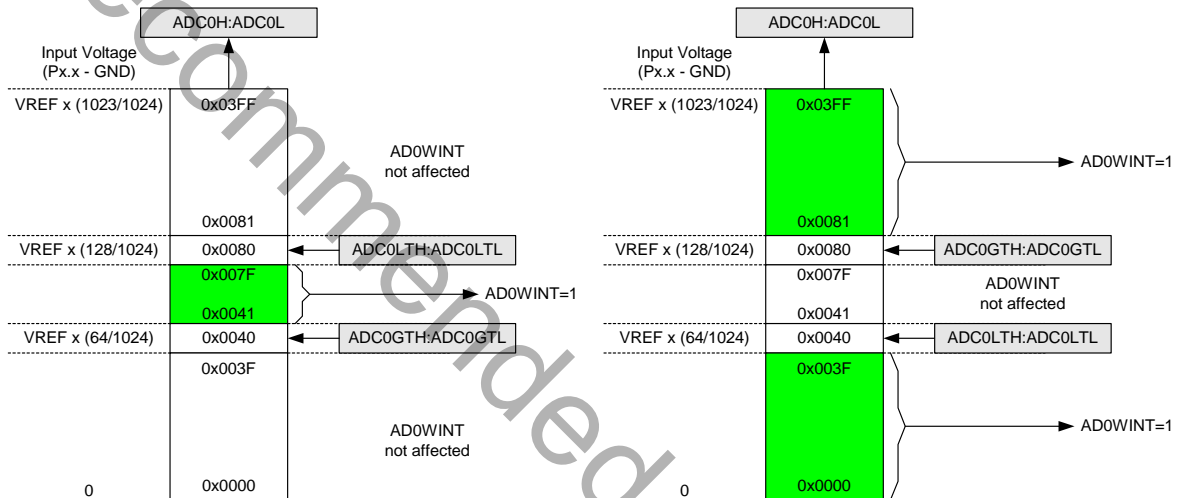 ADC0H:ADC0L
Input Voltage
(Px.x - GND)
VREF x (1023/1024)
0x03FF
AD0WINT
not affected
0x0081
VREF x (128/1024)
0x0080
ADC0LTH:ADC0LTL
0x007F
AD0WINT=1
0x0041
VREF x (64/1024)
0x0040
ADC0GTH:ADC0GTL
0x003F
AD0WINT
not affected
0
0x0000
ADC0H:ADC0L
Input Voltage
(Px.x - GND)
VREF x (1023/1024)
0x03FF
AD0WINT=1
0x0081
VREF x (128/1024)
0x0080
ADC0GTH:ADC0GTL
0x007F
AD0WINT
not affected
0x0041
VREF x (64/1024)
0x0040
ADC0LTH:ADC0LTL
0x003F
AD0WINT=1
0
0x0000
ecommended